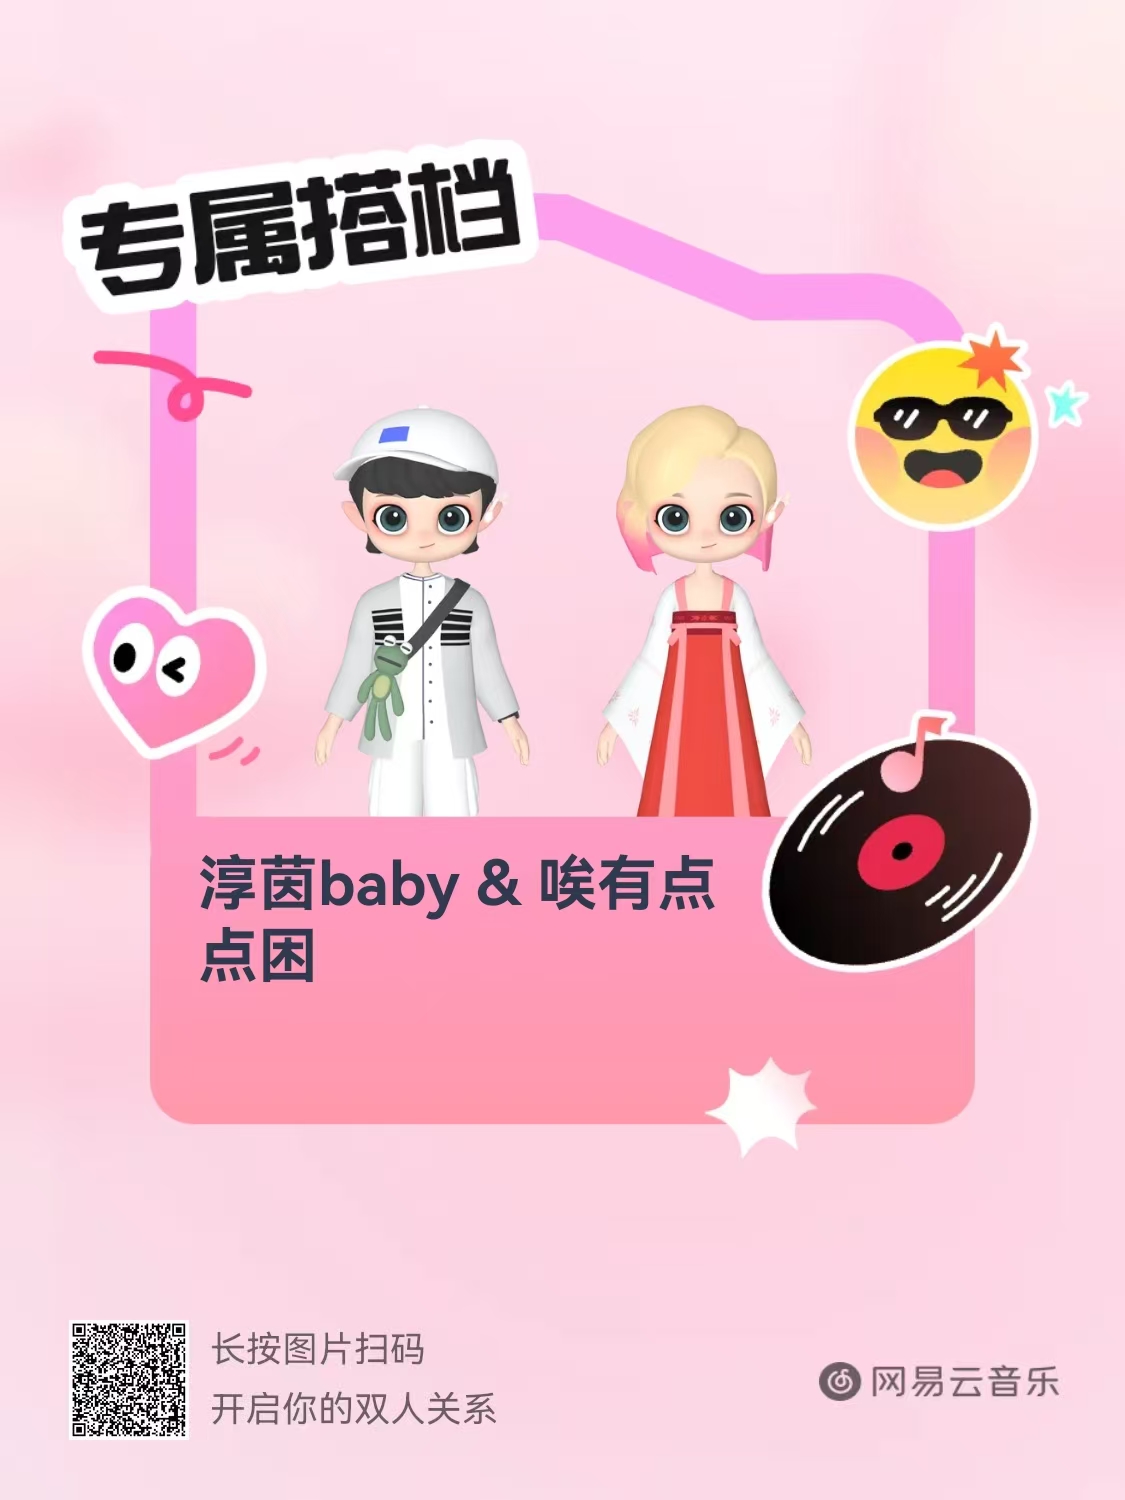 专属搭档
淳茵baby & 唉有点
点困
长按图片扫码
开启你的双人关系
网易云音乐